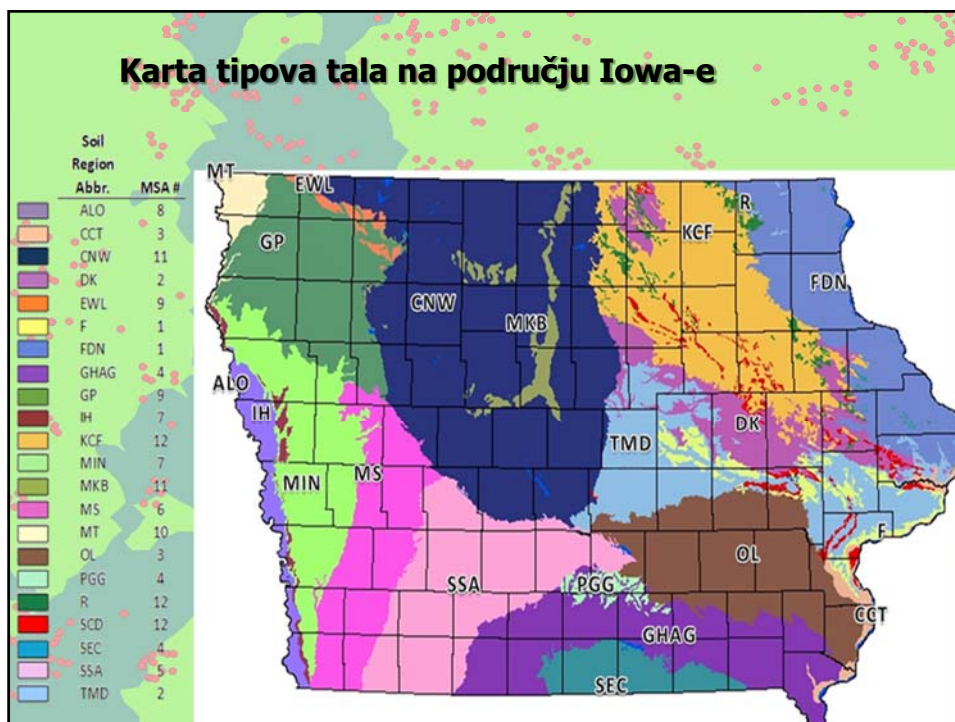 Karta tipova tala na području Iowa-e
Soil
Region
Abbr. MSA #
ALO 8
CCT 3
CNW 11
DK 2
EWL 9
F 1
FDN 1
GHAG 4
GP 9
IH 7
KCF 12
MIN 7
MKB 11
MS 6
MT 10
OL 3
PGG 4
R 12
SCD 12
SEC 4
SSA 5
TMD 2
MT
EWL
R
GP
KCF
FDN
CNW
MKB
ALO
IH
DK
TMD
MS
MIN
F
OL
SSA
PGG
CCT
GHAG
SEC